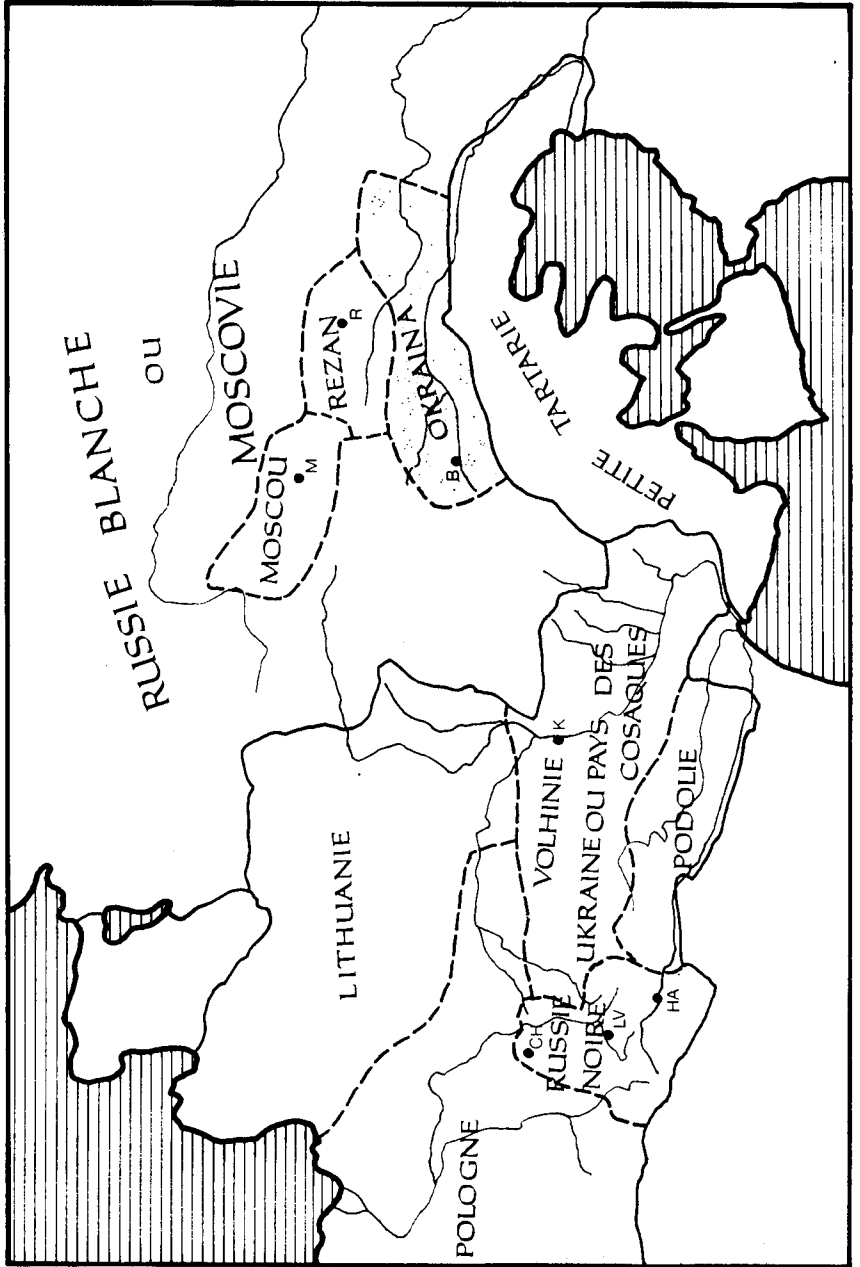 RUSSIE BLANCHE
OU
MOSCOVIE
MOSCOU
M
REZAN
R
OKRAINA
B
PETITE TARTARIE
LITHUANIE
POLOGNE
VOLHINIE
K
UKRAINE OU PAYS DES
COSAQUES
PODOLIE
RUSSIE
NOIRE
CH
LV
HA